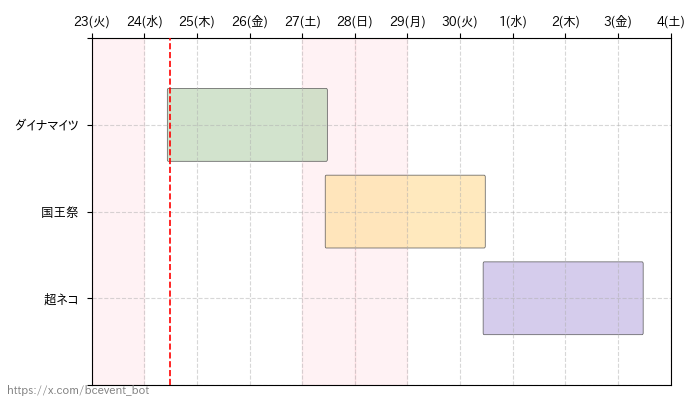 23(火) 24(水) 25(木) 26(金) 27(土) 28(日) 29(月) 30(火) 1(水) 2(木) 3(金) 4(土)
ダイナマイツ
国王祭
超ネコ
https://x.com/bcevent_bot